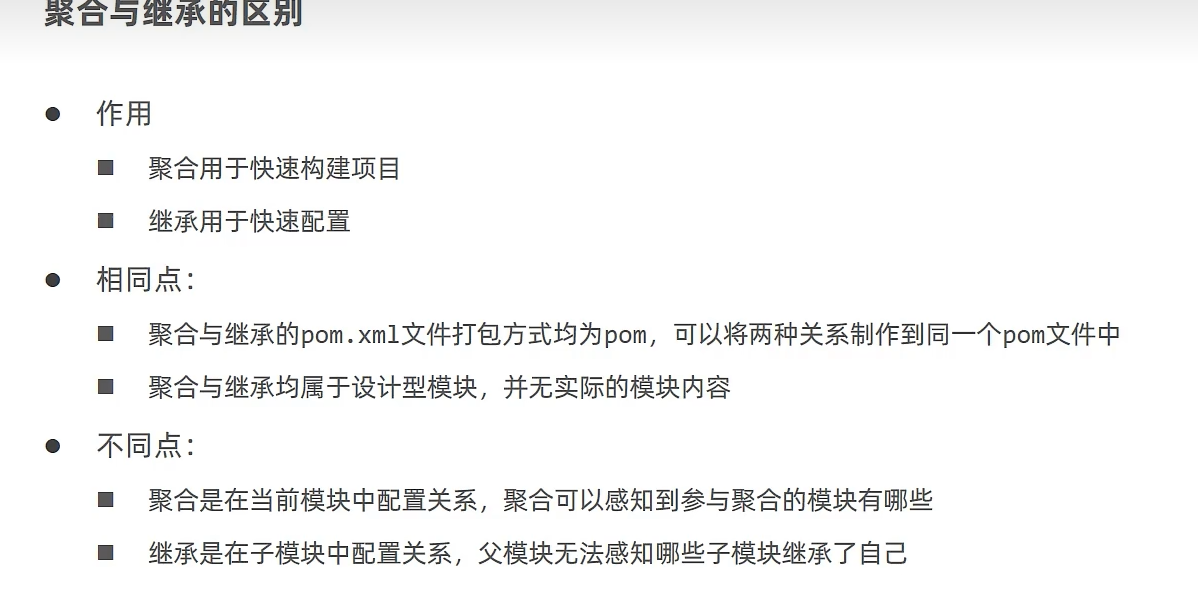 聚合与继承的区别
作用
聚合用于快速构建项目
继承用于快速配置
相同点：
聚合与继承的pom.xml文件打包方式均为pom，可以将两种关系制作到同一个pom文件中
聚合与继承均属于设计型模块，并无实际的模块内容
不同点：
聚合是在当前模块中配置关系，聚合可以感知到参与聚合的模块有哪些
继承是在子模块中配置关系，父模块无法感知哪些子模块继承了自己